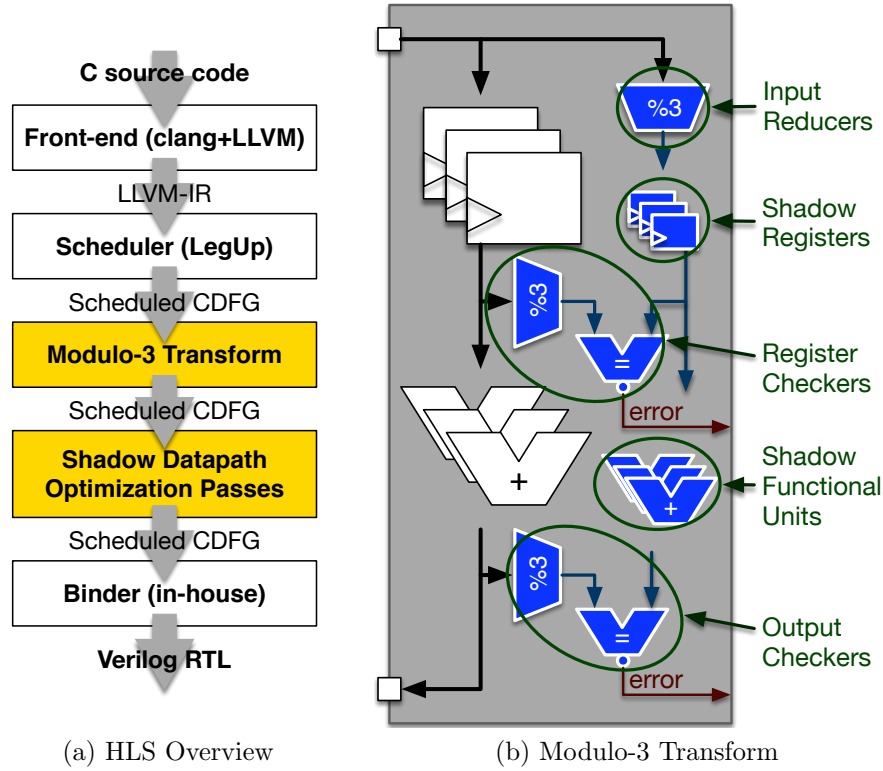 C source code
Front-end (clang+LLVM)
LLVM-IR
Scheduler (LegUp)
Scheduled CDFG
Modulo-3 Transform
Scheduled CDFG
Shadow Datapath
Optimization Passes
Scheduled CDFG
Binder (in-house)
Verilog RTL
(a) HLS Overview
%3
Input
Reducers
Shadow
Registers
%3
=
Register
Checkers
error
+
+
Shadow
Functional
Units
%3
=
Output
Checkers
error
(b) Modulo-3 Transform